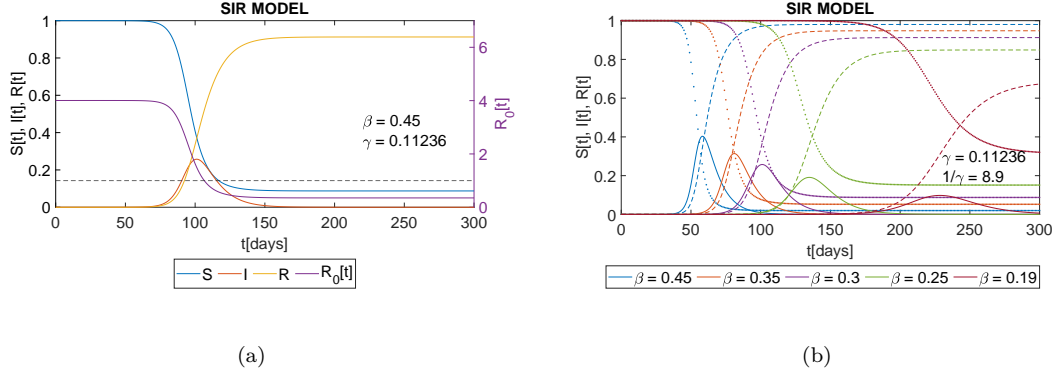 SIR MODEL
1
0.8
0.6
0.4
0.2
0
S[t], I[t], R[t]
6
4
2
0
R0[t]
β = 0.45
γ = 0.11236
0 50 100 150 200 250 300
t[days]
S I R R0[t]
(a)
SIR MODEL
1
0.8
0.6
0.4
0.2
0
S[t], I[t], R[t]
γ = 0.11236
1/γ = 8.9
0 50 100 150 200 250 300
t[days]
β = 0.45 β = 0.35 β = 0.3 β = 0.25 β = 0.19
(b)